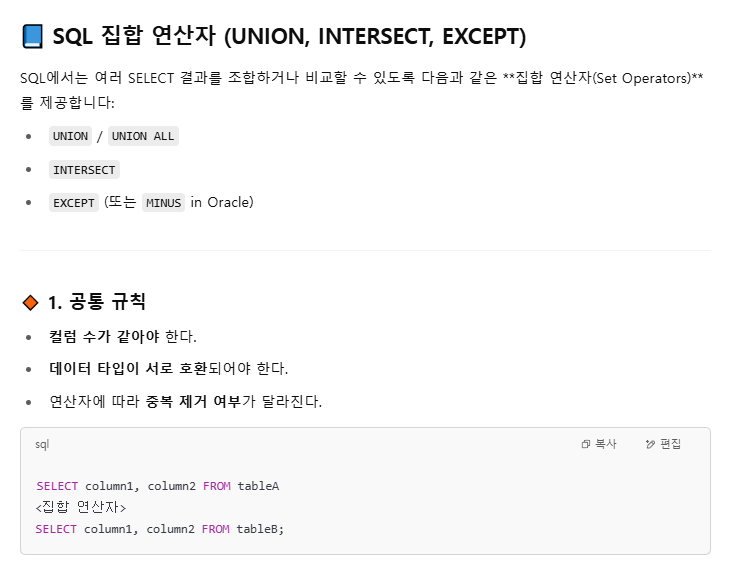 📘 SQL 집합 연산자 (UNION, INTERSECT, EXCEPT)
SQL에서는 여러 SELECT 결과를 조합하거나 비교할 수 있도록 다음과 같은 **집합 연산자(Set Operators)**
를 제공합니다:
• UNION / UNION ALL
• INTERSECT
• EXCEPT (또는 MINUS in Oracle)
🔶 1. 공통 규칙
• 컬럼 수가 같아야 한다.
• 데이터 타입이 서로 호환되어야 한다.
• 연산자에 따라 중복 제거 여부가 달라진다.
sql 복사 편집
SELECT column1, column2 FROM tableA
<집합 연산자>
SELECT column1, column2 FROM tableB;